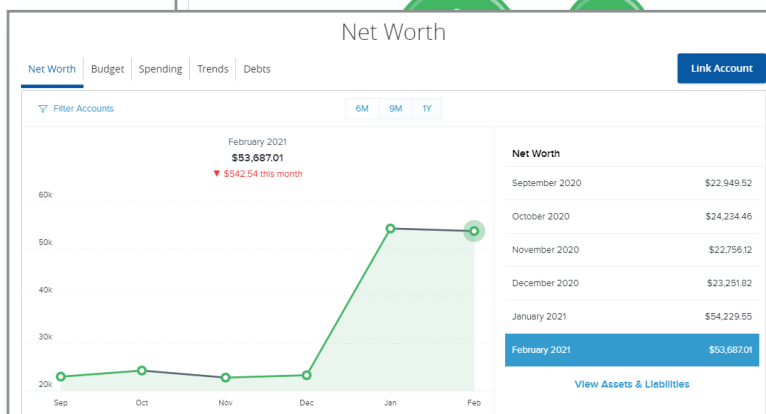 Net Worth
Net Worth Budget Spending Trends Debts
Link Account
Filter Accounts
6M 9M 1Y
February 2021
$53,687.01
▼ $542.54 this month
60k
50k
40k
30k
20k
Sep Oct Nov Dec Jan Feb
Net Worth
September 2020 $22,949.52
October 2020 $24,234.46
November 2020 $22,756.12
December 2020 $23,251.82
January 2021 $54,229.55
February 2021 $53,687.01
View Assets & Liabilities